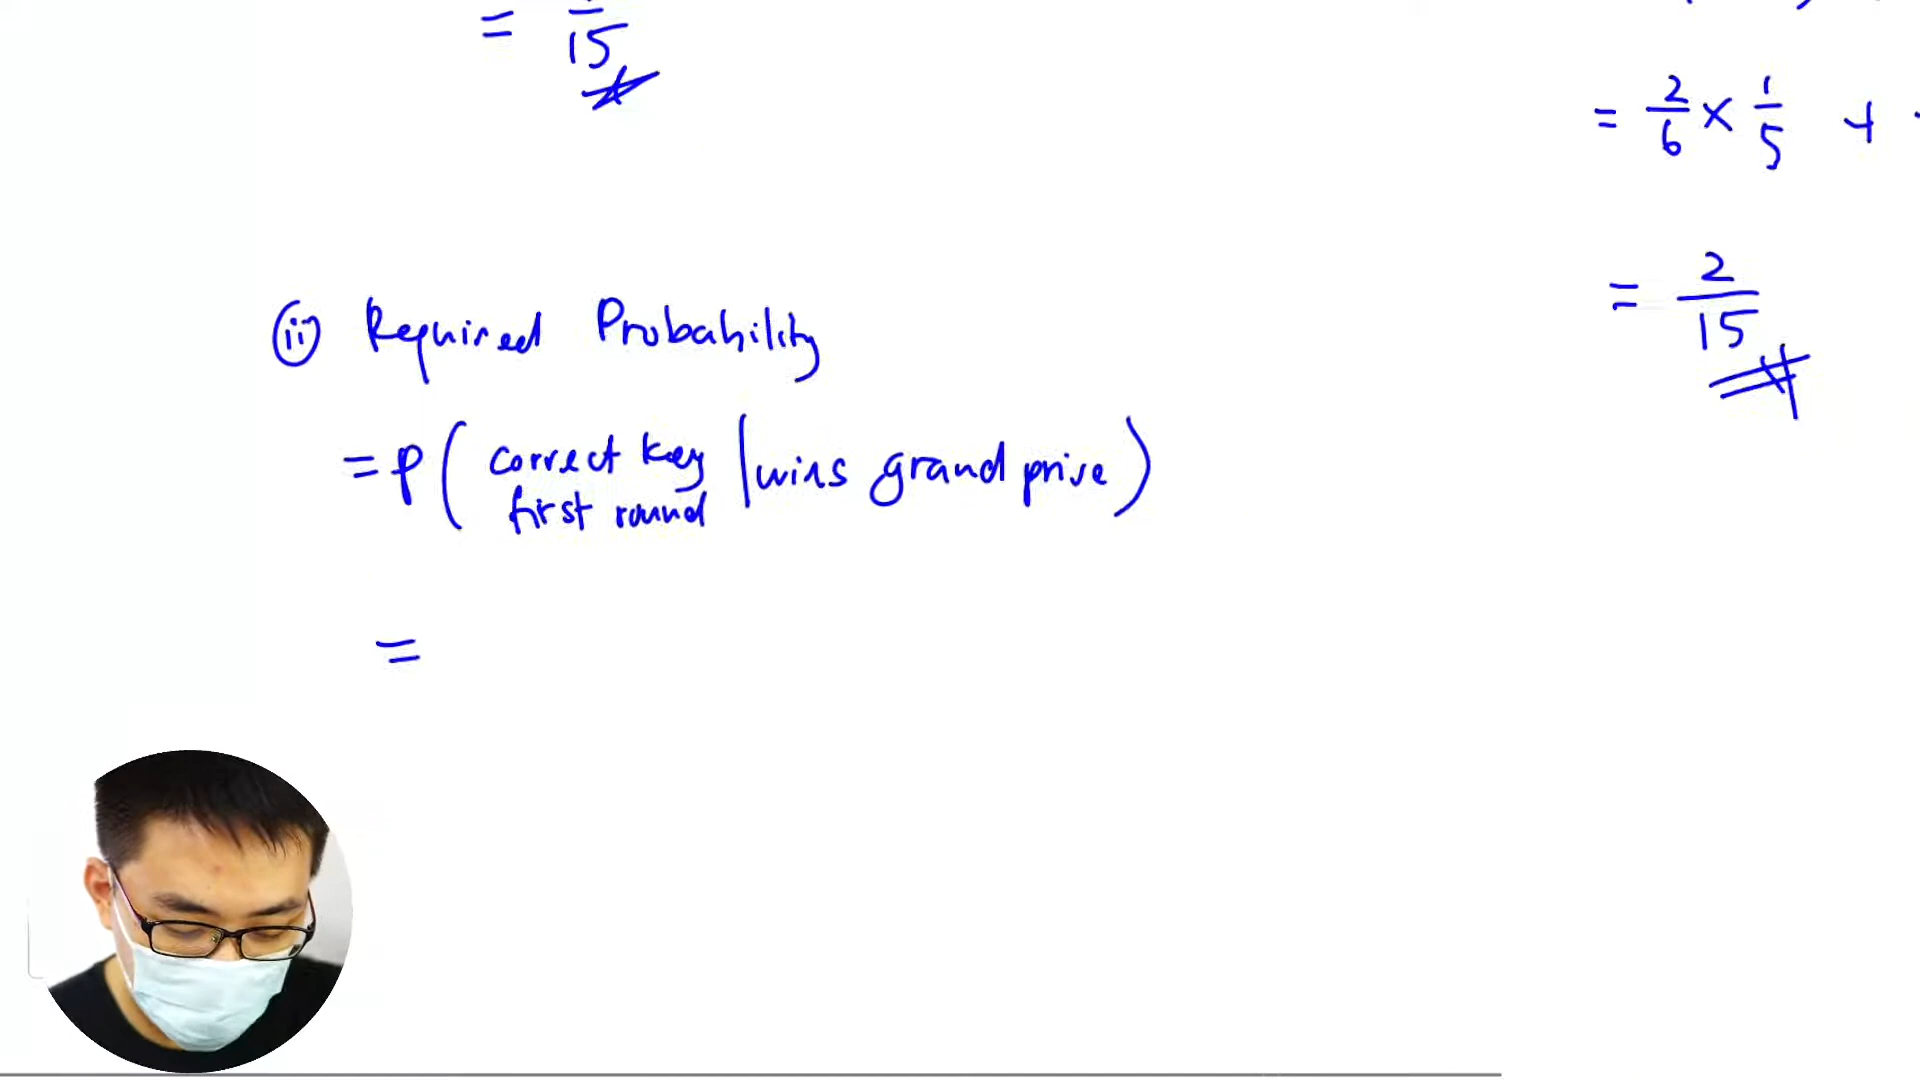 = 15
(ii) Required Probability
= P ( correct key | wins grand prize )
first round
=
= 2/6 × 1/5 +
= 2/15